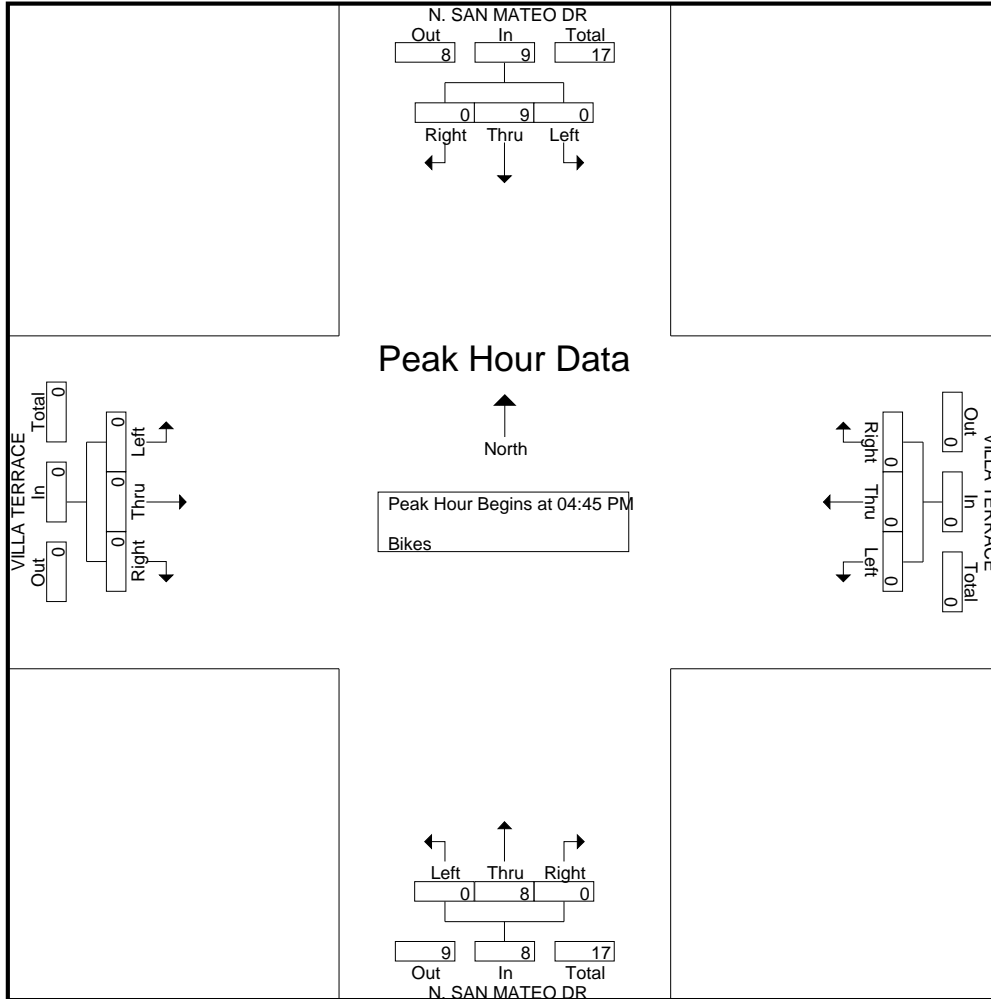 N. SAN MATEO DR
Out In Total
8 9 17
0 9 0
Right Thru Left
Peak Hour Data
North
Peak Hour Begins at 04:45 PM
Bikes
VILLA TERRACE
Out In Total
0 0 0
0 0 0
Left Thru Right
VILLA TERRACE
Out In Total
0 0 0
0 0 0
Right Thru Left
Left Thru Right
0 8 0
9 8 17
Out In Total
N. SAN MATEO DR